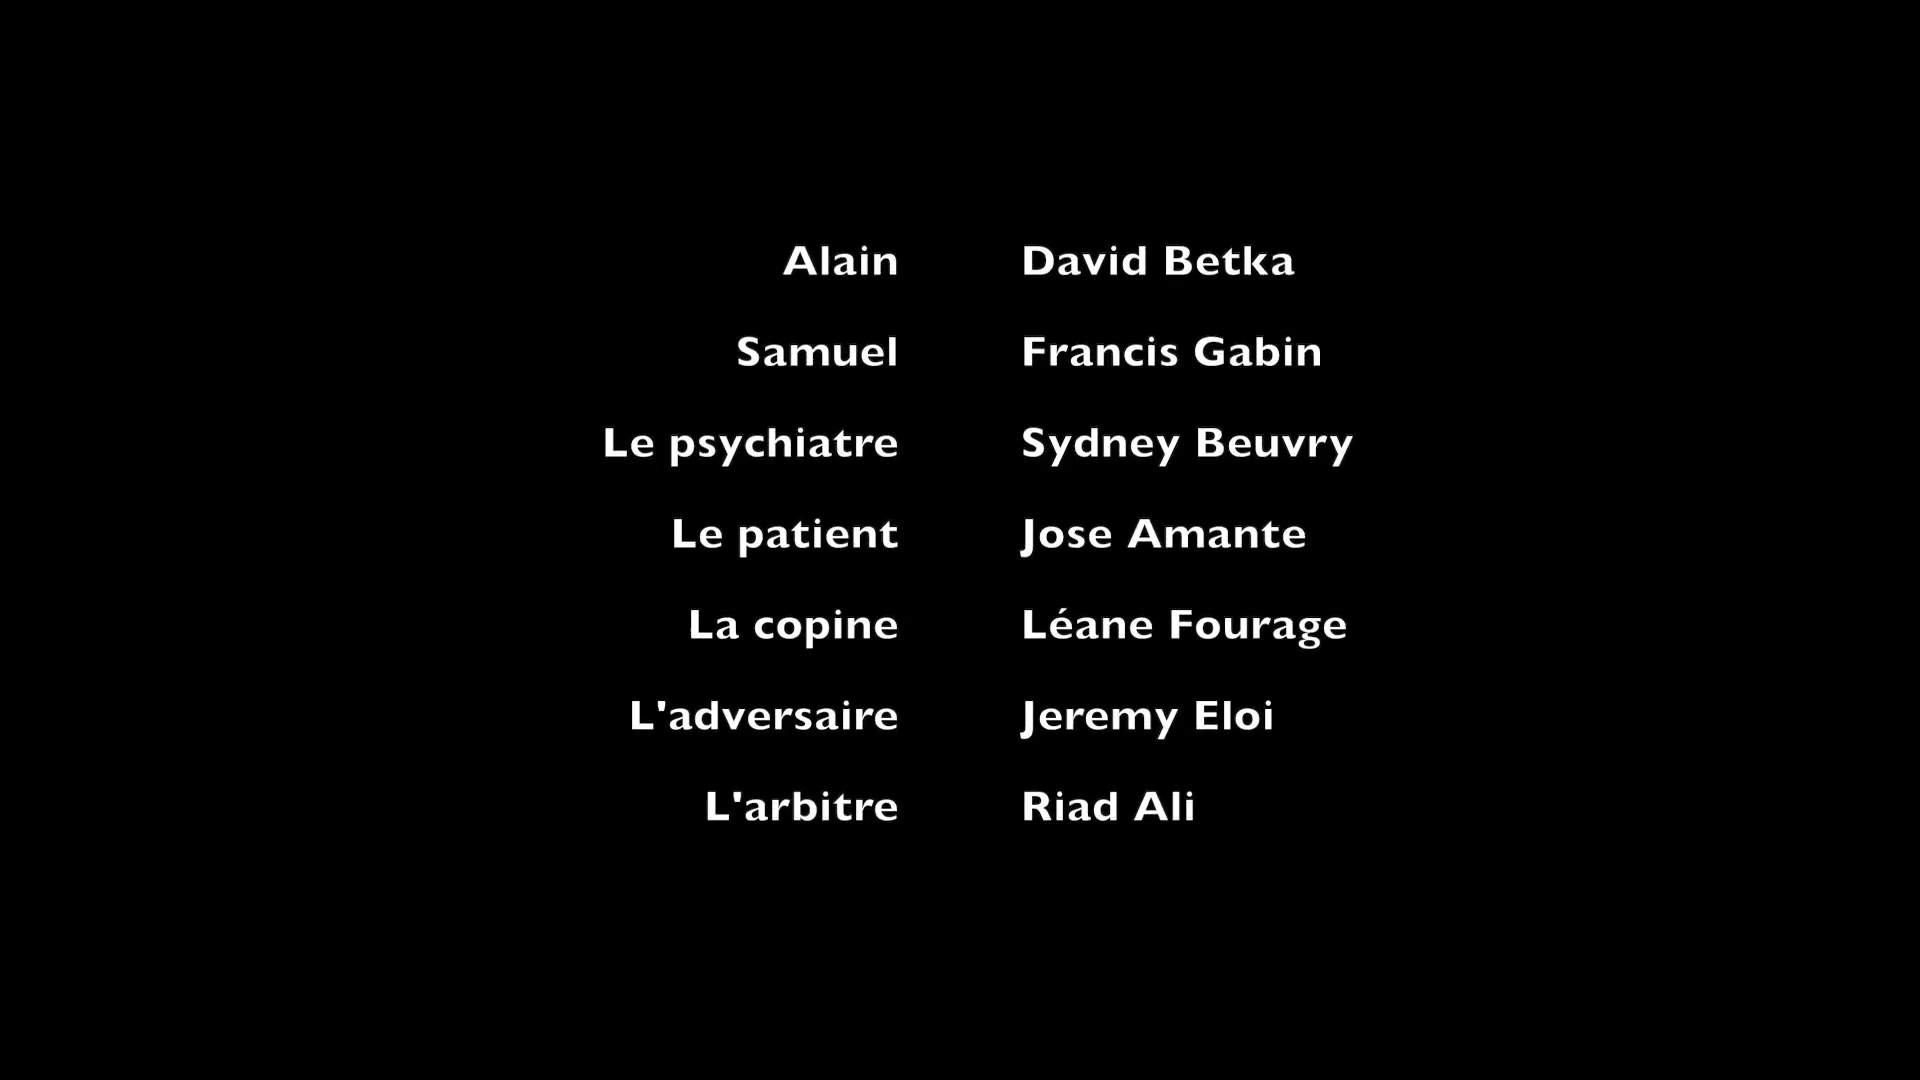 Alain David Betka
Samuel Francis Gabin
Le psychiatre Sydney Beuvry
Le patient Jose Amante
La copine Léane Fourage
L'adversaire Jeremy Eloi
L'arbitre Riad Ali